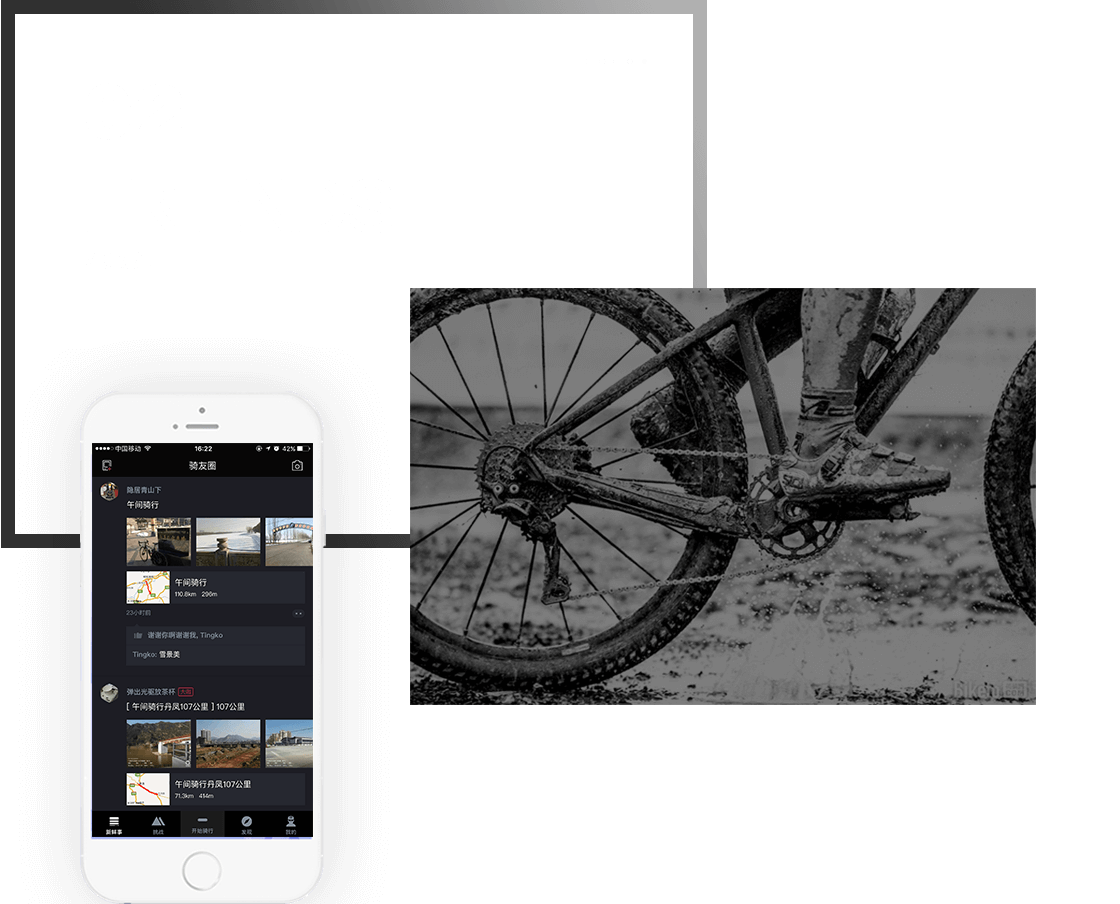 中国移动
16:22
42%
骑友圈
隐居青山下
午间骑行
午间骑行
110.8km 296m
23小时前
谢谢你啊谢谢我, Tingko
Tingko: 雪景美
弹出光驱放茶杯
[ 午间骑行丹凤107公里 ] 107公里
午间骑行丹凤107公里
71.3km 414m
新鲜事
挑战
开始骑行
发现
我的